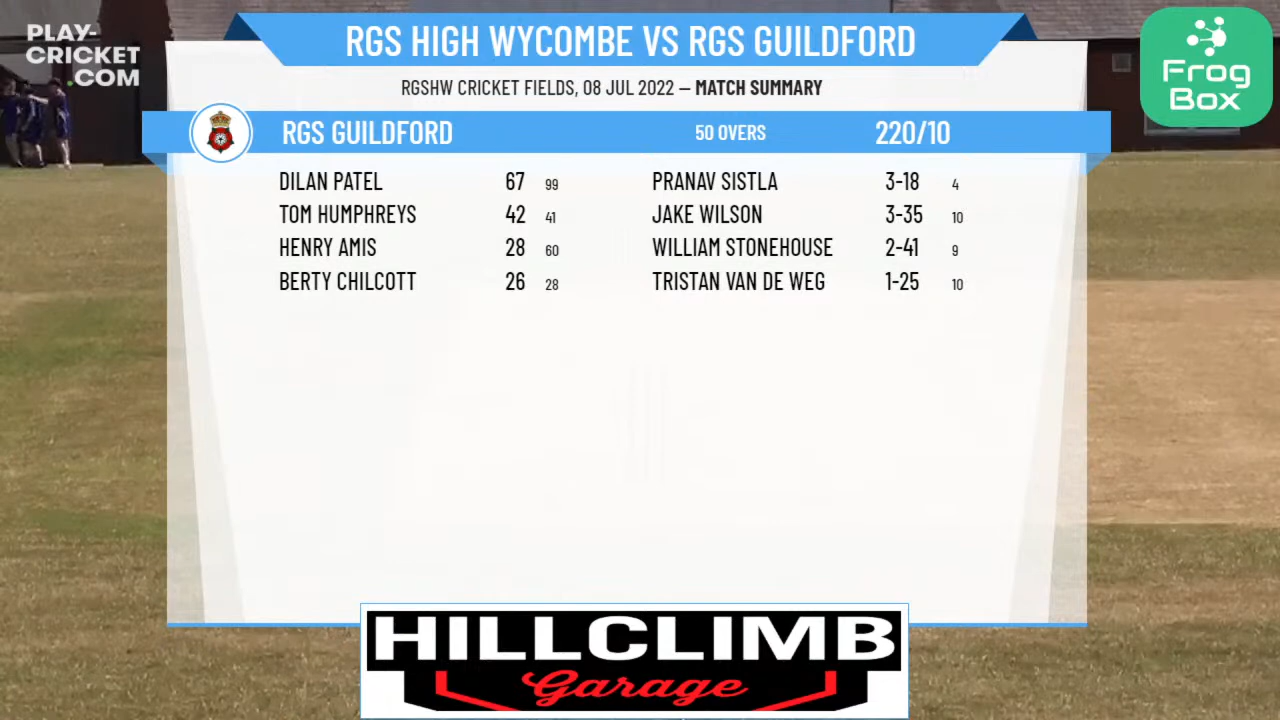 PLAY-
CRICKET
.COM
RGS HIGH WYCOMBE VS RGS GUILDFORD
Frog
Box
RGSHW CRICKET FIELDS, 08 JUL 2022 – MATCH SUMMARY
RGS GUILDFORD 50 OVERS 220/10
DILAN PATEL 67 99 PRANAV SISTLA 3-18 4
TOM HUMPHREYS 42 41 JAKE WILSON 3-35 10
HENRY AMIS 28 60 WILLIAM STONEHOUSE 2-41 9
BERTY CHILCOTT 26 28 TRISTAN VAN DE WEG 1-25 10
HILLCLIMB
Garage